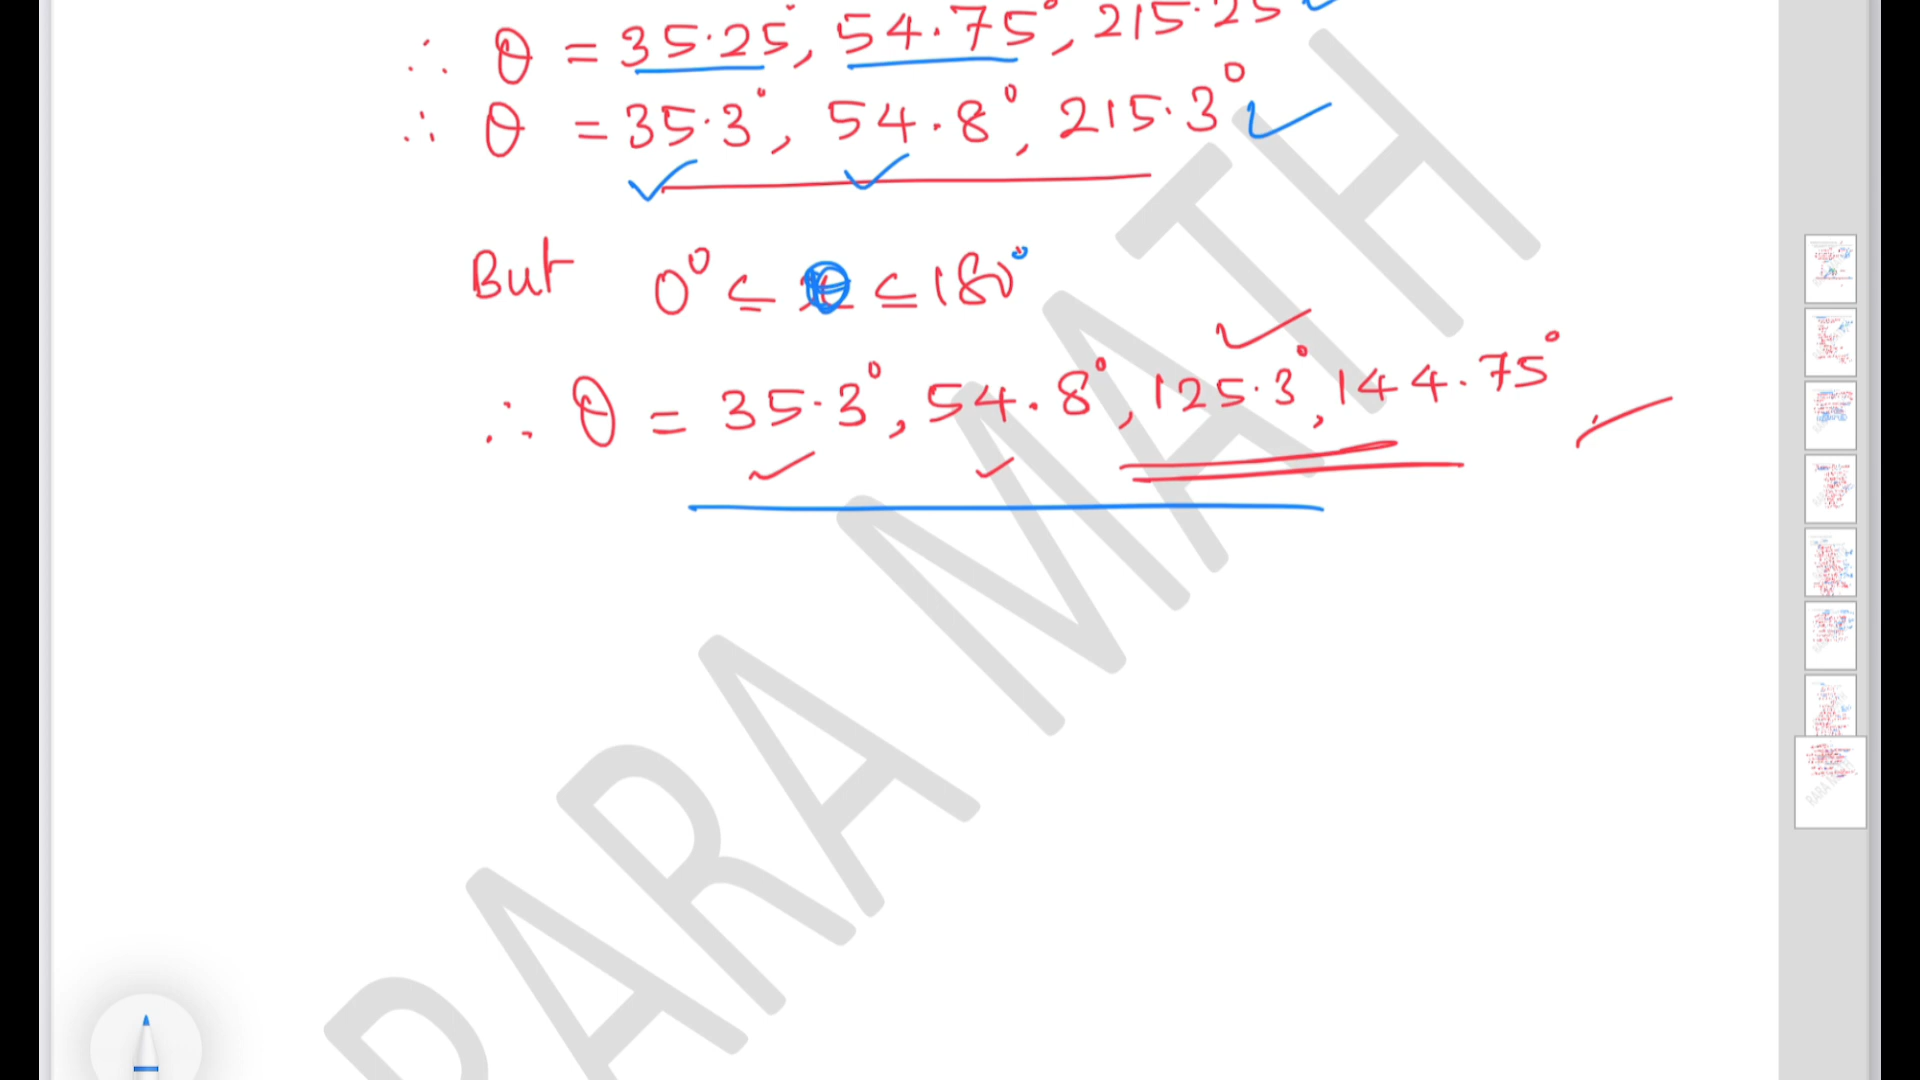 ∴ θ = 35.25°, 54.75°, 215.25
∴ θ = 35.3°, 54.8°, 215.3°
But 0° ≤ θ ≤ 180°
∴ θ = 35.3°, 54.8°, 125.3°, 144.75°
PARA MATH